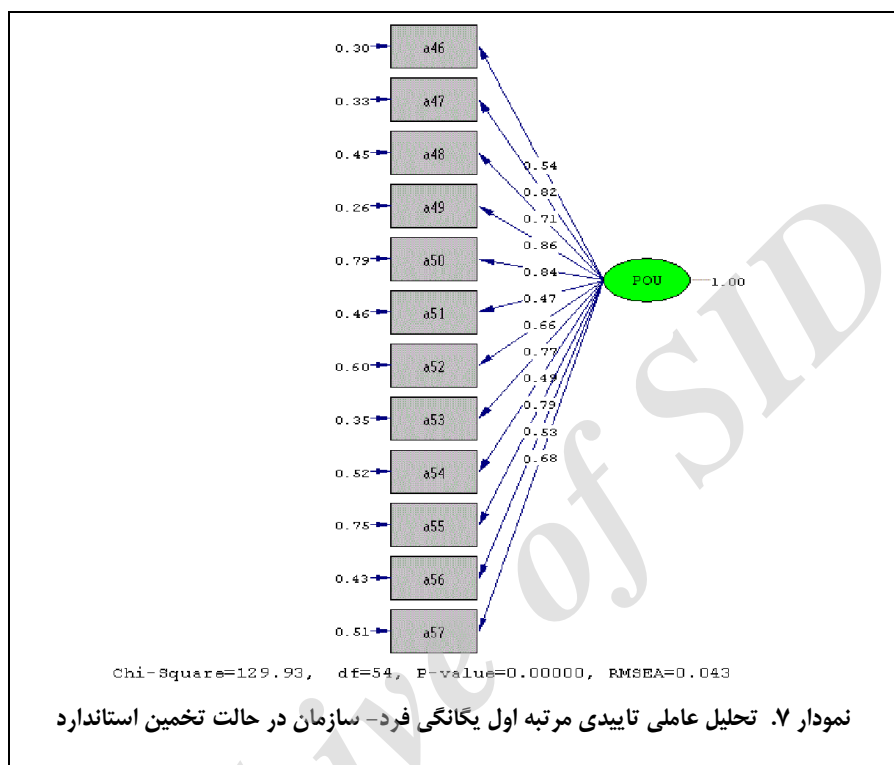 0.30 a46
0.33 a47
0.45 a48
0.54
0.82
0.26 a49
0.71
0.86
0.79 a50
0.84
POU 1.00
0.46 a51
0.47
0.66
0.60 a52
0.77
0.49
0.35 a53
0.79
0.53
0.52 a54
0.68
0.75 a55
0.43 a56
0.51 a57
Chi-Square=129.93, df=54, P-value=0.00000, RMSEA=0.043
نمودار ۷. تحلیل عاملی تاییدی مرتبه اول یگانگی فرد- سازمان در حالت تخمین استاندارد
ive of SID